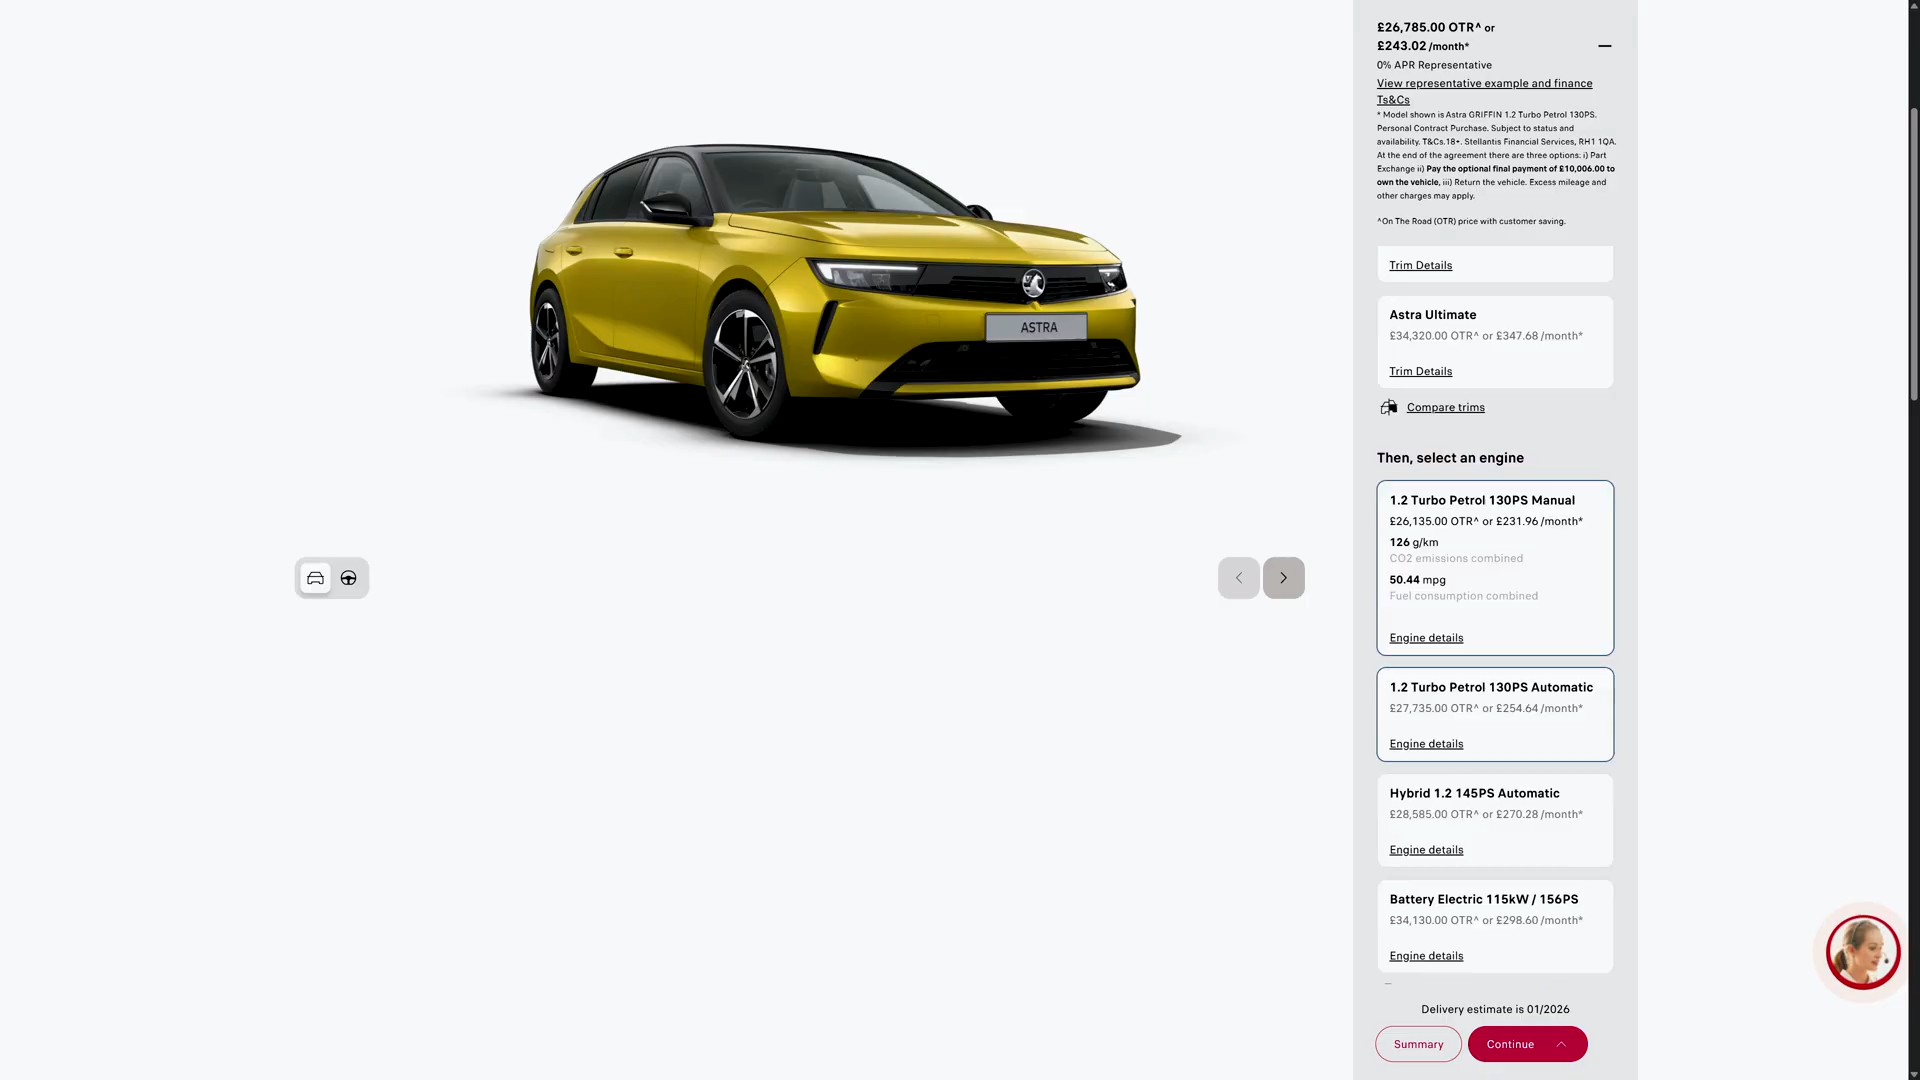 £26,785.00 OTR^ or
£243.02 /month*
0% APR Representative
View representative example and finance
Ts&Cs
* Model shown is Astra GRIFFIN 1.2 Turbo Petrol 130PS.
Personal Contract Purchase. Subject to status and
availability. T&Cs.18+. Stellantis Financial Services, RH1 1QA.
At the end of the agreement there are three options: i) Part
Exchange ii) Pay the optional final payment of £10,006.00 to
own the vehicle, iii) Return the vehicle. Excess mileage and
other charges may apply.
^On The Road (OTR) price with customer saving.
Trim Details
Astra Ultimate
£34,320.00 OTR^ or £347.68 /month*
Trim Details
Compare trims
Then, select an engine
1.2 Turbo Petrol 130PS Manual
£26,135.00 OTR^ or £231.96 /month*
126 g/km
CO2 emissions combined
50.44 mpg
Fuel consumption combined
Engine details
1.2 Turbo Petrol 130PS Automatic
£27,735.00 OTR^ or £254.64 /month*
Engine details
Hybrid 1.2 145PS Automatic
£28,585.00 OTR^ or £270.28 /month*
Engine details
Battery Electric 115kW / 156PS
£34,130.00 OTR^ or £298.60 /month*
Engine details
Delivery estimate is 01/2026
Summary
Continue
ASTRA